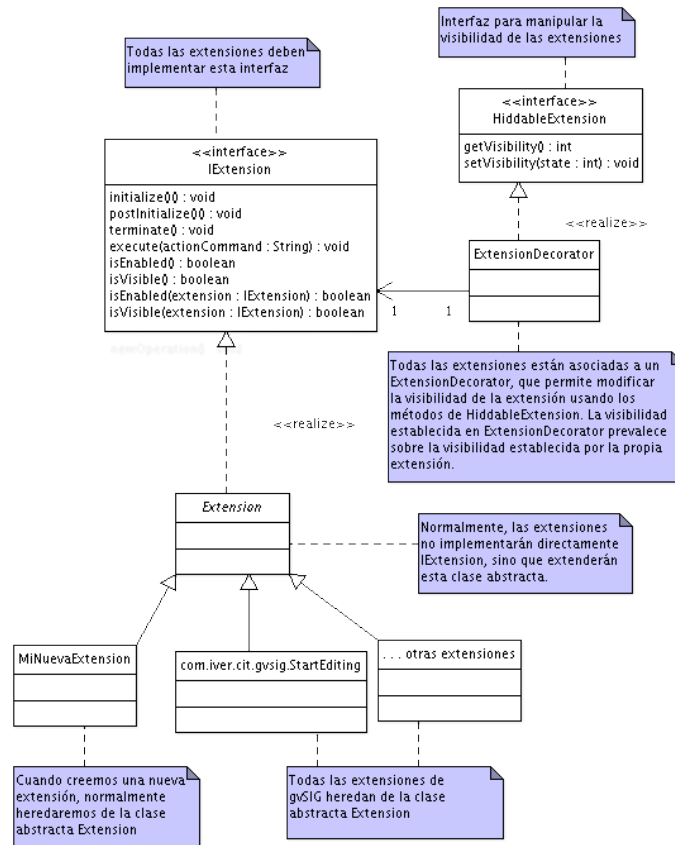 Todas las extensiones deben
implementar esta interfaz
Interfaz para manipular la
visibilidad de las extensiones
<<interface>>
IExtension
initialize()() : void
postInitialize()() : void
terminate() : void
execute(actionCommand : String) : void
isEnabled() : boolean
isVisible() : boolean
isEnabled(extension : IExtension) : boolean
isVisible(extension : IExtension) : boolean
<<interface>>
HiddableExtension
getVisibility() : int
setVisibility(state : int) : void
<<realize>>
ExtensionDecorator
1
1
newOperation()
Todas las extensiones están asociadas a un
ExtensionDecorator, que permite modificar
la visibilidad de la extensión usando los
métodos de HiddableExtension. La visibilidad
establecida en ExtensionDecorator prevalece
sobre la visibilidad establecida por la propia
extensión.
<<realize>>
Extension
Normalmente, las extensiones
no implementarán directamente
IExtension, sino que extenderán
esta clase abstracta.
MiNuevaExtension
com.iver.cit.gvsig.StartEditing
. . . otras extensiones
Cuando creemos una nueva
extensión, normalmente
heredaremos de la clase
abstracta Extension
Todas las extensiones de
gvSIG heredan de la clase
abstracta Extension